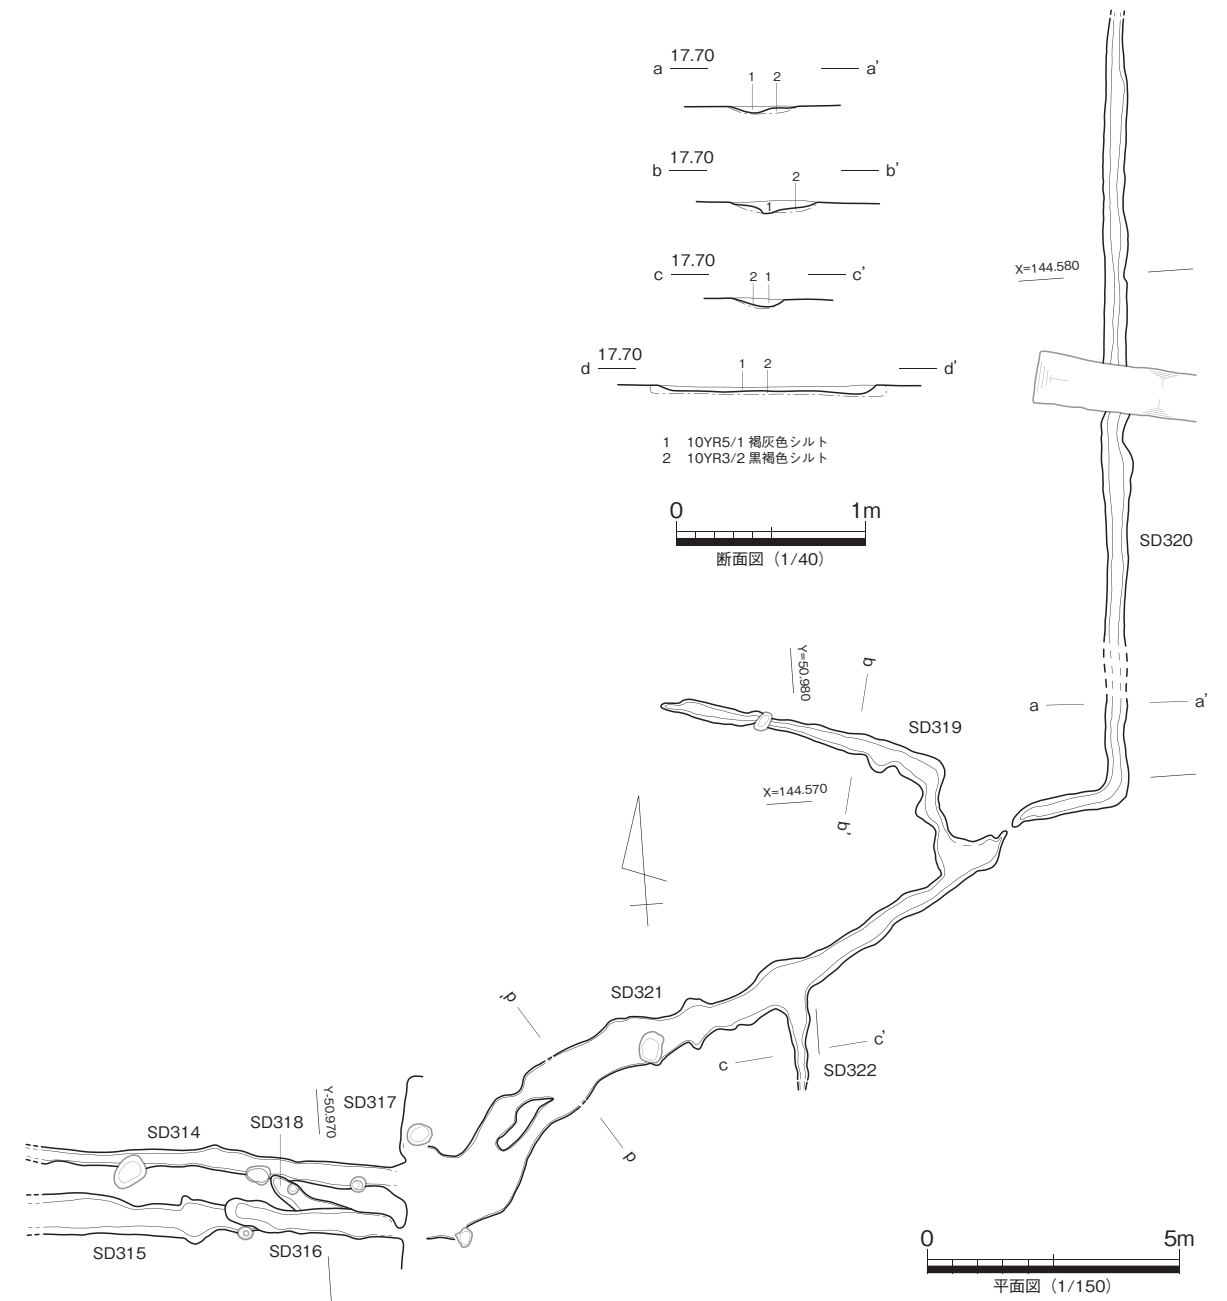 a 17.70 a'
1 2
b 17.70 b'
2
1
c 17.70 c'
2 1
d 17.70 d'
1 2
1 10YR5/1 褐灰色シルト
2 10YR3/2 黒褐色シルト
0 1m
断面図（1/40）
X=144.580
SD320
a a'
Y=50.980
b
SD319
X=144.570
b'
SD321
d'
c c'
SD322
d
Y-50.970
SD317
SD318
SD314
SD315
SD316
0 5m
平面図（1/150）